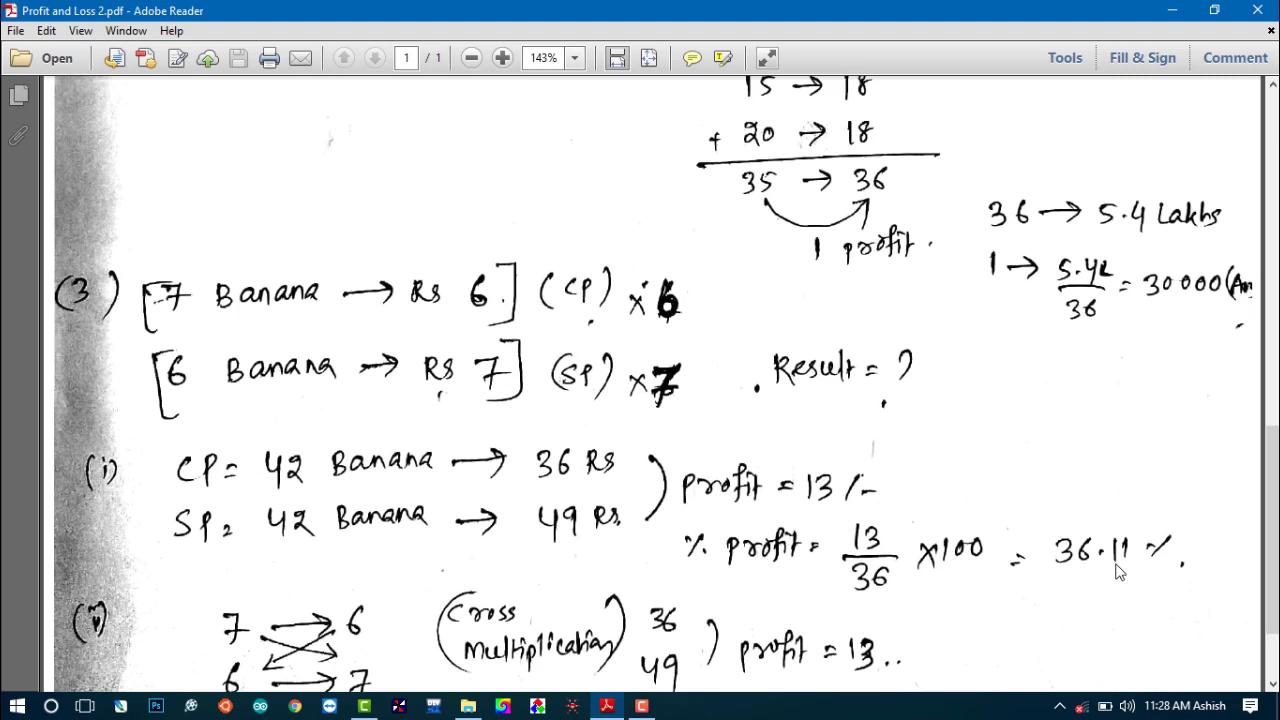 Profit and Loss 2.pdf - Adobe Reader
File Edit View Window Help
Open 1 / 1 143% Tools Fill & Sign Comment
15 → 18
+ 20 → 18
35 → 36
1 profit.
36 → 5.4 Lakhs
1 → 5.4L/36 = 30000 (An
(3) [7 Banana → Rs 6] (CP) × 6
[6 Banana → Rs 7] (SP) × 7 . Result = ?
(i) CP = 42 Banana → 36 Rs
SP = 42 Banana → 49 Rs.
) profit = 13 /-
% profit = 13/36 × 100 = 36.11 %.
7 → 6
6 → 7
(Cross Multiplication)
36
49
) profit = 13..
11:28 AM Ashish